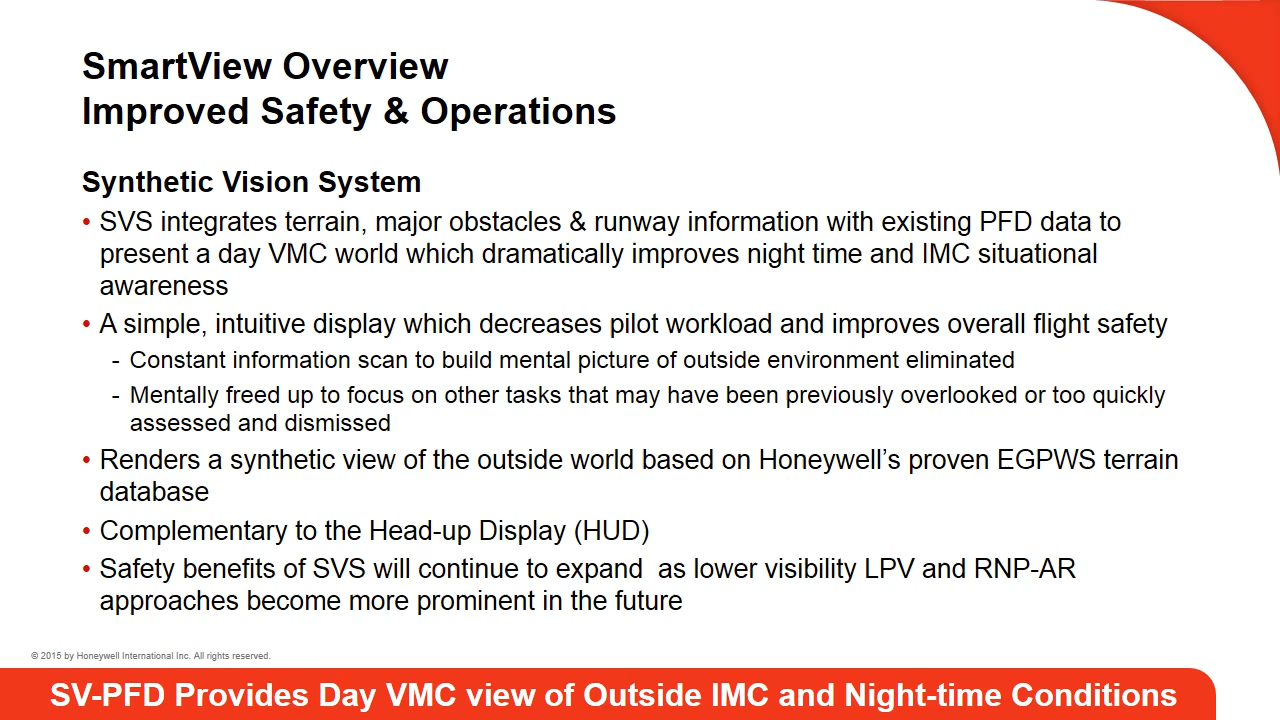 SmartView Overview
Improved Safety & Operations
Synthetic Vision System
• SVS integrates terrain, major obstacles & runway information with existing PFD data to
present a day VMC world which dramatically improves night time and IMC situational
awareness
• A simple, intuitive display which decreases pilot workload and improves overall flight safety
- Constant information scan to build mental picture of outside environment eliminated
- Mentally freed up to focus on other tasks that may have been previously overlooked or too quickly
assessed and dismissed
• Renders a synthetic view of the outside world based on Honeywell’s proven EGPWS terrain
database
• Complementary to the Head-up Display (HUD)
• Safety benefits of SVS will continue to expand  as lower visibility LPV and RNP-AR
approaches become more prominent in the future
© 2015 by Honeywell International Inc. All rights reserved.
SV-PFD Provides Day VMC view of Outside IMC and Night-time Conditions